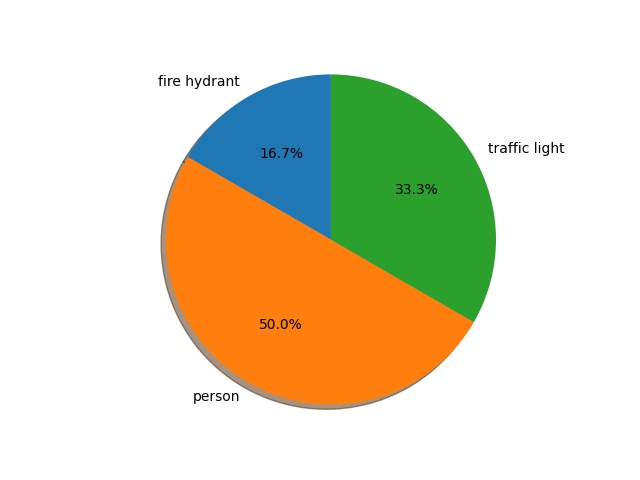 fire hydrant
16.7%
traffic light
33.3%
50.0%
person